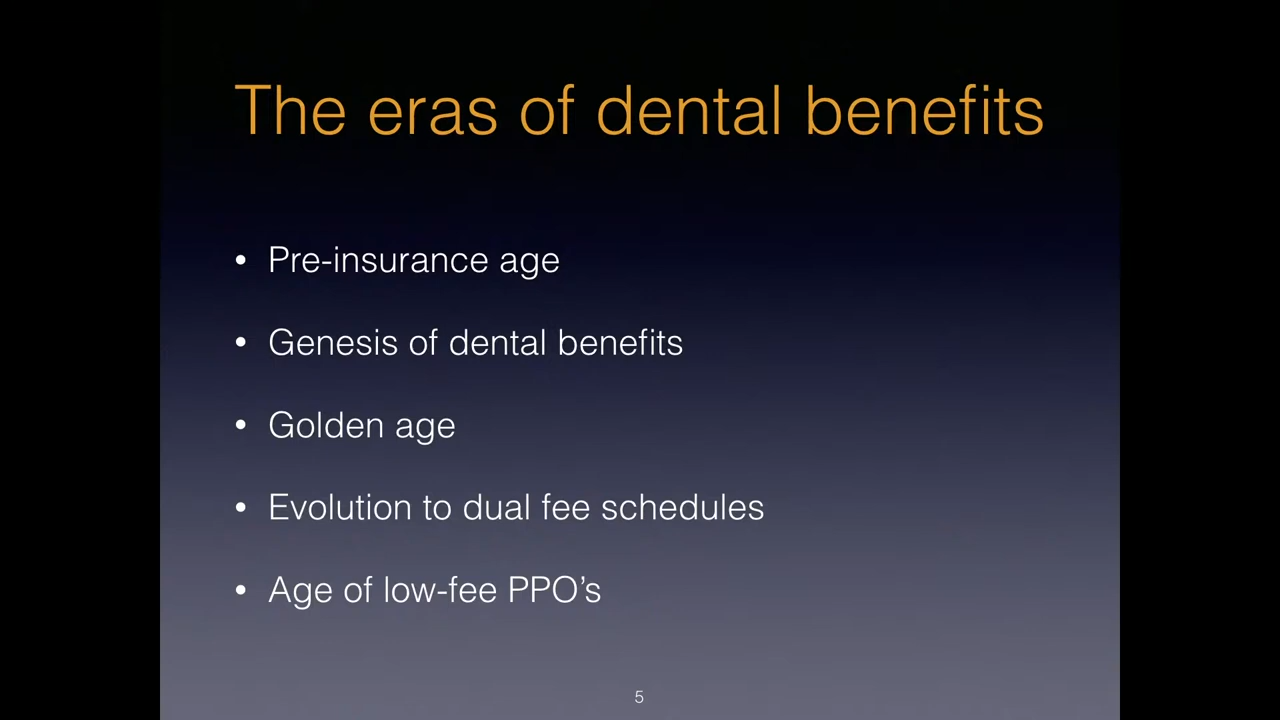 The eras of dental benefits
• Pre-insurance age
• Genesis of dental benefits
• Golden age
• Evolution to dual fee schedules
• Age of low-fee PPO’s
5